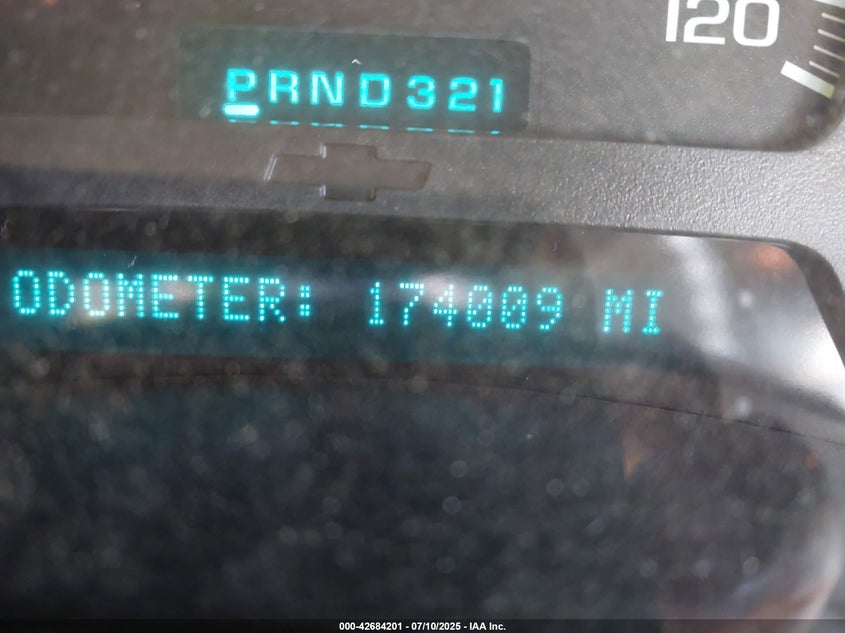 120
PRND321
ODOMETER: 174009 MI
000-42684201 - 07/10/2025 - IAA Inc.